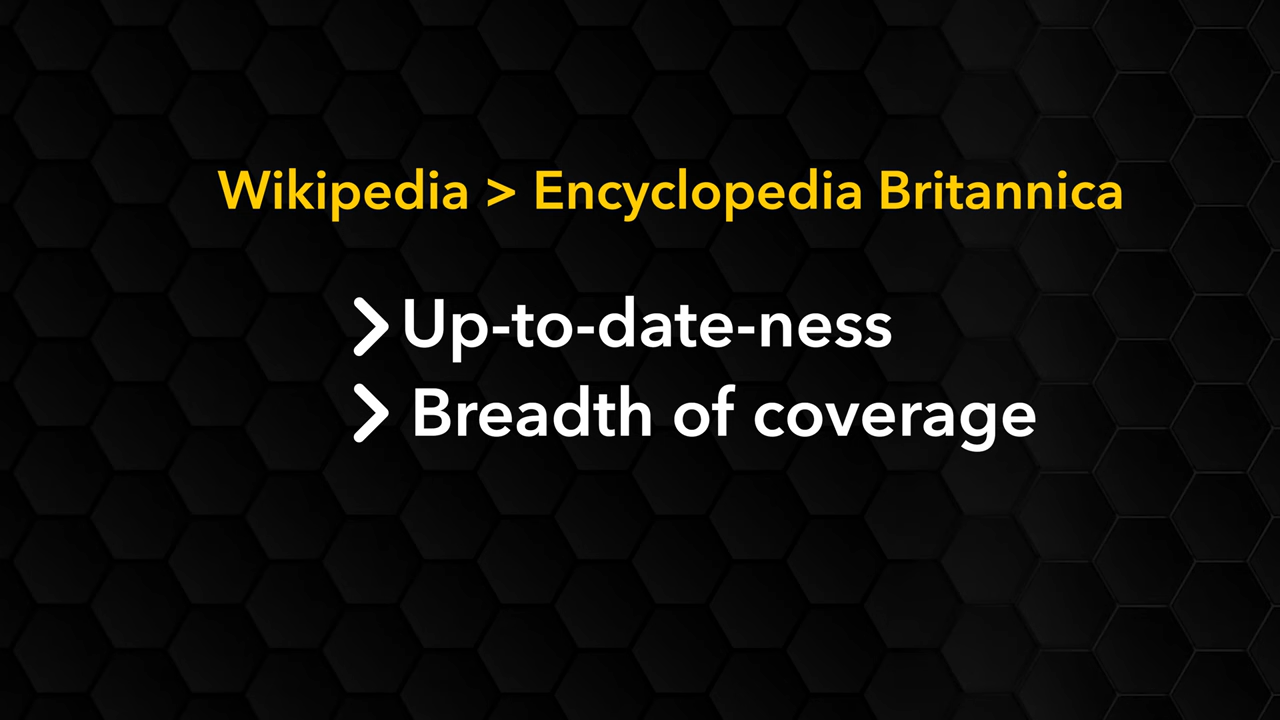 Wikipedia > Encyclopedia Britannica
Up-to-date-ness
Breadth of coverage